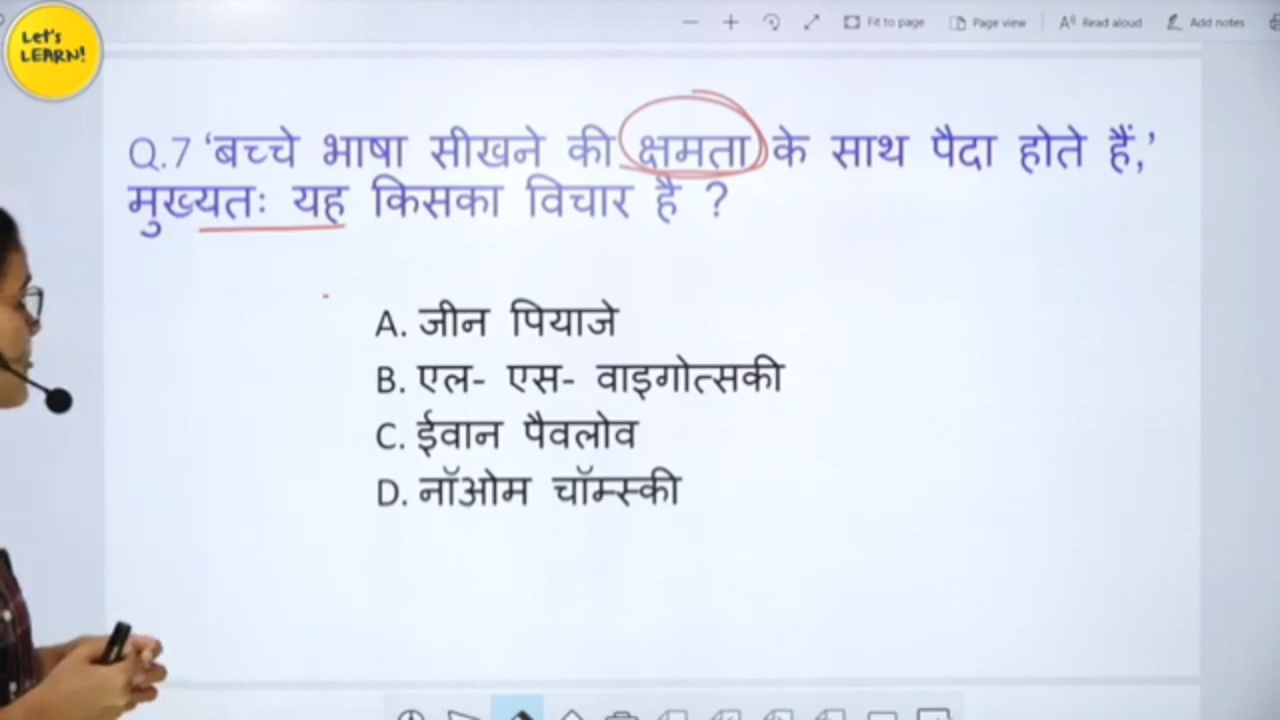 Let's
LEARN!
Fit to page
Page view
Read aloud
Add notes
Q.7 ‘बच्चे भाषा सीखने की क्षमता के साथ पैदा होते हैं,’
मुख्यतः यह किसका विचार है ?
A. जीन पियाजे
B. एल- एस- वाइगोत्सकी
C. ईवान पैवलोव
D. नॉओम चॉम्स्की